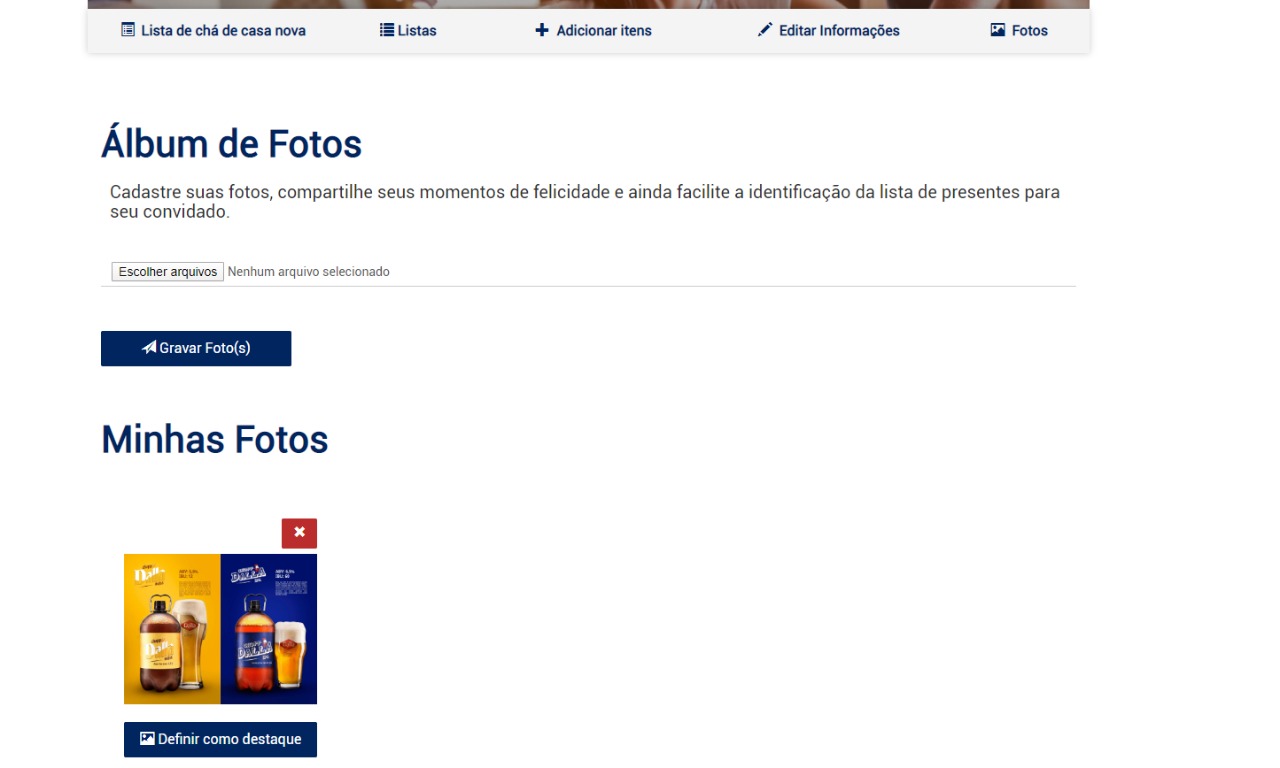 Lista de chá de casa nova
Listas
Adicionar itens
Editar Informações
Fotos
Álbum de Fotos
Cadastre suas fotos, compartilhe seus momentos de felicidade e ainda facilite a identificação da lista de presentes para
seu convidado.
Escolher arquivos Nenhum arquivo selecionado
Gravar Foto(s)
Minhas Fotos
DALLA
DALLA
Definir como destaque